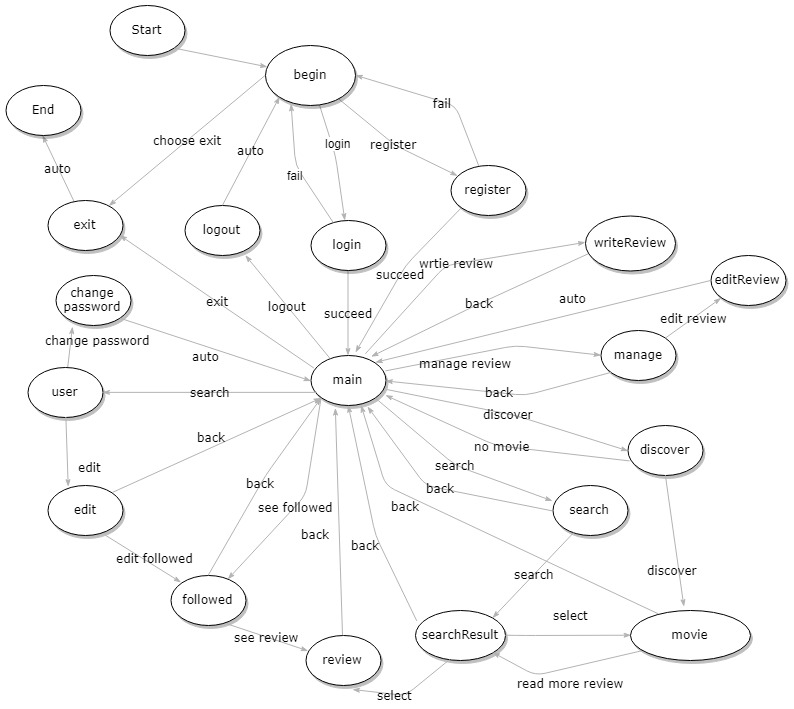 Start
begin
End
fail
choose exit
login
register
auto
auto
fail
register
exit
logout
login
writeReview
wrtie review
succeed
editReview
change
password
exit
logout
back
auto
succeed
edit review
change password
auto
manage review
manage
user
search
main
back
discover
back
no movie
discover
edit
search
back
see followed
back
back
edit
search
back
back
edit followed
search
discover
followed
select
see review
searchResult
movie
review
read more review
select